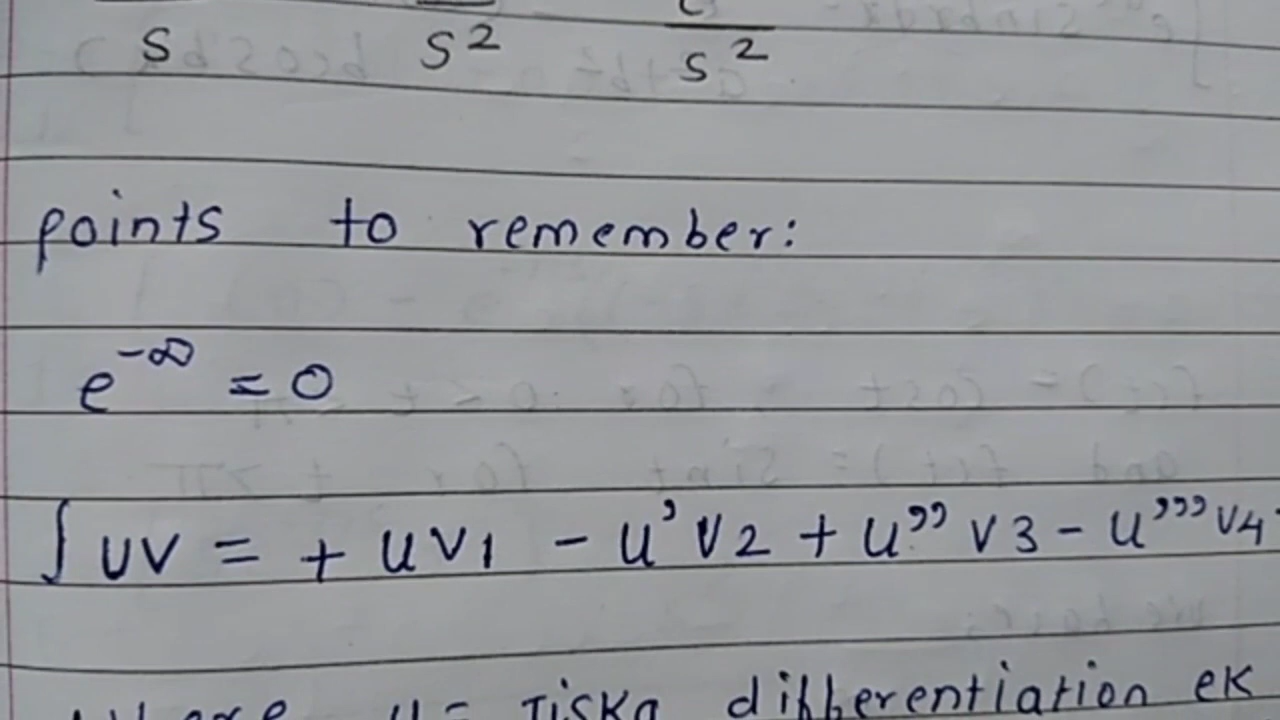 s s² s²
points to remember:
e^-∞ = 0
∫ uv = + uv1 - u'v2 + u''v3 - u'''v4
u = Jiska differentiation ek